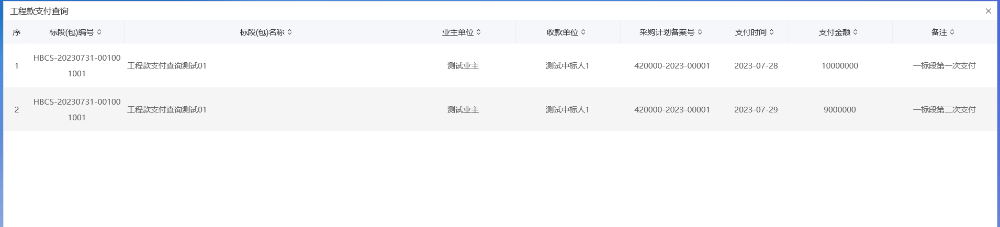 工程款支付查询
序 标段(包)编号 标段(包)名称 业主单位 收款单位 采购计划备案号 支付时间 支付金额 备注
1 HBCS-20230731-00100
1001 工程款支付查询测试01 测试业主 测试中标人1 420000-2023-00001 2023-07-28 10000000 一标段第一次支付
2 HBCS-20230731-00100
1001 工程款支付查询测试01 测试业主 测试中标人1 420000-2023-00001 2023-07-29 9000000 一标段第二次支付